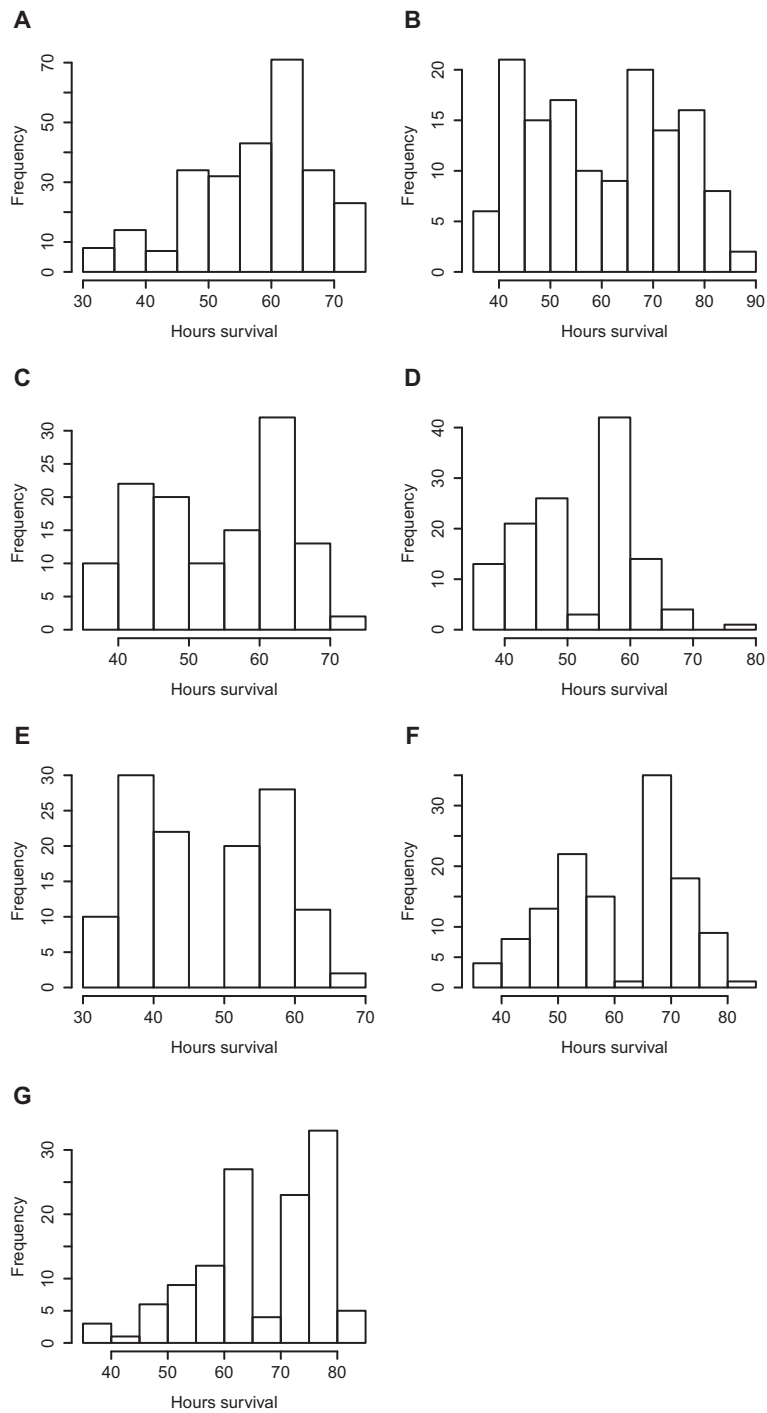 A
B
Frequency
0 10 30 50 70
30 40 50 60 70
Hours survival
Frequency
0 5 10 15 20
40 50 60 70 80 90
Hours survival
C
D
Frequency
0 5 10 15 20 25 30
40 50 60 70
Hours survival
Frequency
0 10 20 30 40
40 50 60 70 80
Hours survival
E
F
Frequency
0 5 10 15 20 25 30
30 40 50 60 70
Hours survival
Frequency
0 5 10 20 30
40 50 60 70 80
Hours survival
G
Frequency
0 5 10 20 30
40 50 60 70 80
Hours survival